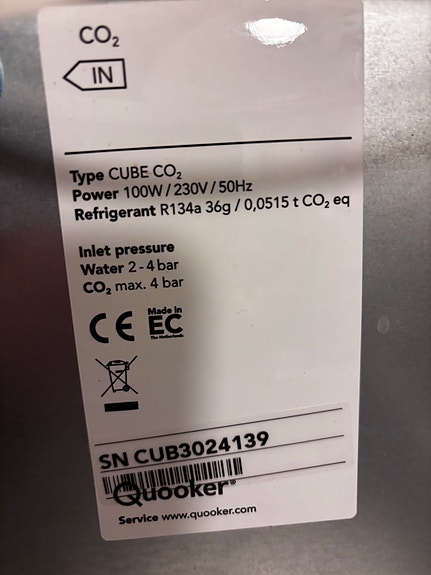 CO₂
IN
Type CUBE CO₂
Power 100W / 230V / 50Hz
Refrigerant R134a 36g / 0,0515 t CO₂ eq
Inlet pressure
Water 2 - 4 bar
CO₂ max. 4 bar
CE
Made in
EC
The Netherlands
SN CUB3024139
Quooker®
Service www.quooker.com